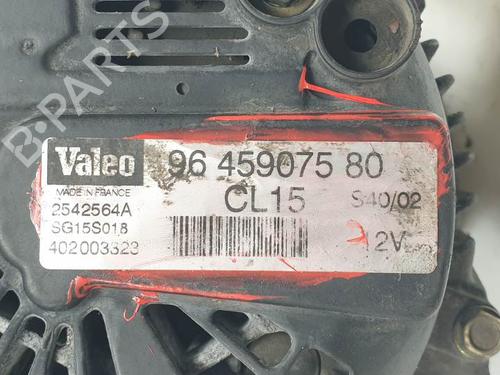 B-PARTS
Valeo
96 459075 80
MADE IN FRANCE
CL15
S40/02
2542564A
SG15S018
402003323
12V